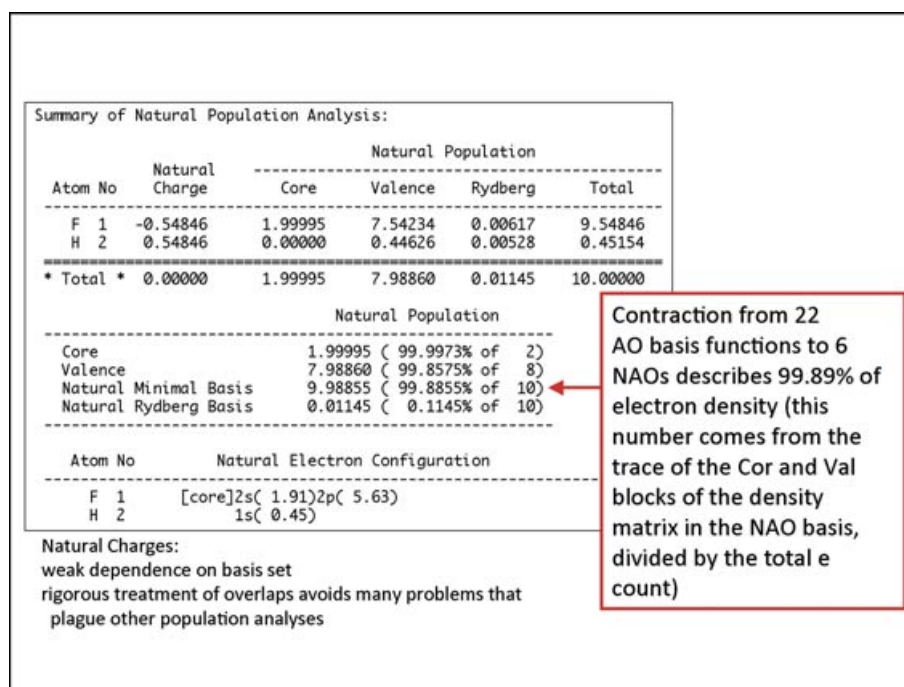 Summary of Natural Population Analysis:
Natural Population
Natural
Atom No Charge Core Valence Rydberg Total
F 1 -0.54846 1.99995 7.54234 0.00617 9.54846
H 2 0.54846 0.00000 0.44626 0.00528 0.45154
* Total * 0.00000 1.99995 7.98860 0.01145 10.00000
Natural Population
Core 1.99995 ( 99.9973% of 2)
Valence 7.98860 ( 99.8575% of 8)
Natural Minimal Basis 9.98855 ( 99.8855% of 10)
Natural Rydberg Basis 0.01145 ( 0.1145% of 10)
Atom No Natural Electron Configuration
F 1 [core]2s( 1.91)2p( 5.63)
H 2 1s( 0.45)
Contraction from 22
AO basis functions to 6
NAOs describes 99.89% of
electron density (this
number comes from the
trace of the Cor and Val
blocks of the density
matrix in the NAO basis,
divided by the total e
count)
Natural Charges:
weak dependence on basis set
rigorous treatment of overlaps avoids many problems that
plague other population analyses